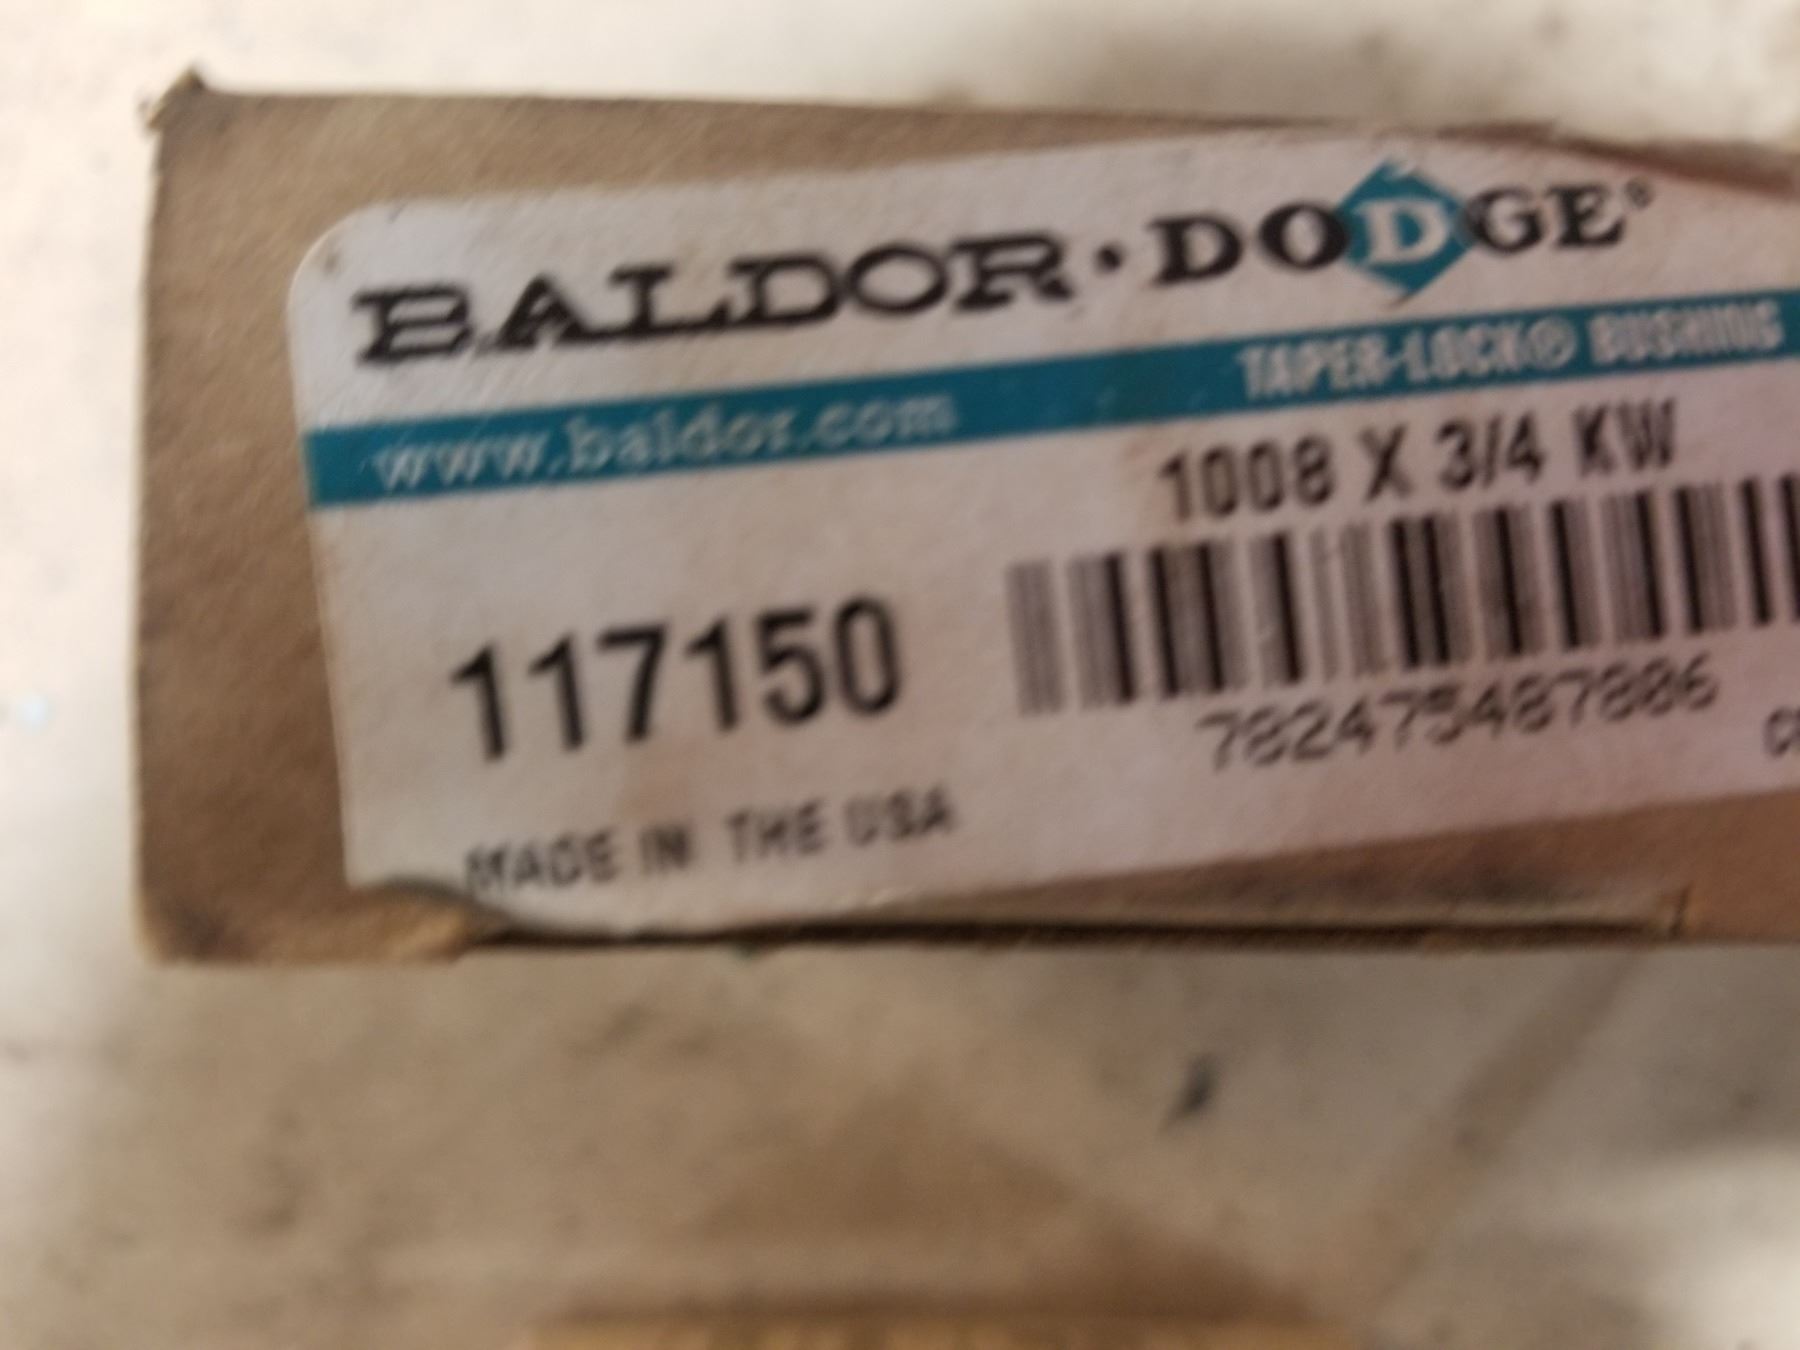 BALDOR • DODGE®
www.baldor.com TAPER-LOCK® BUSHING
1008 X 3/4 KW
117150
782475487886
MADE IN THE USA